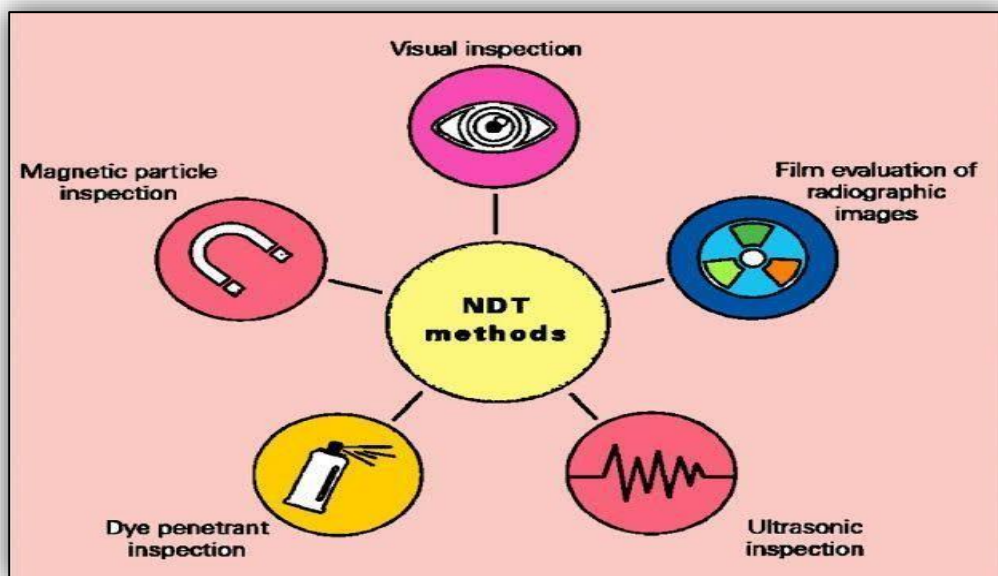 Visual inspection
Magnetic particle
inspection
Film evaluation of
radiographic
images
NDT
methods
Dye penetrant
inspection
Ultrasonic
inspection